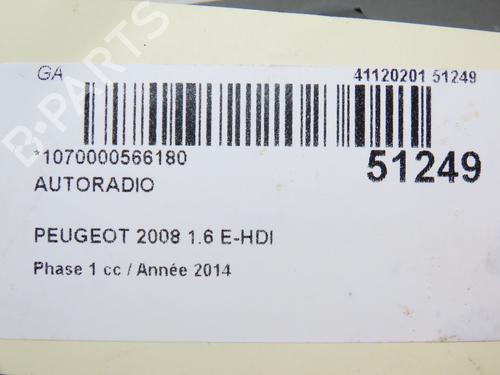 GA 41120201 51249
*1070000566180 51249
AUTORADIO
PEUGEOT 2008 1.6 E-HDI
Phase 1 cc / Année 2014
B-PARTS